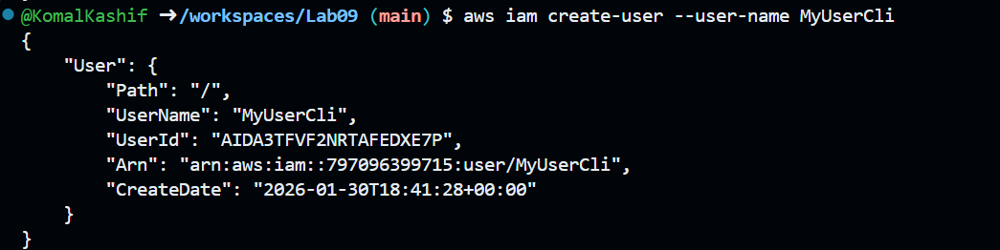 @KomalKashif ➜/workspaces/Lab09 (main) $ aws iam create-user --user-name MyUserCli
{
    "User": {
        "Path": "/",
        "UserName": "MyUserCli",
        "UserId": "AIDA3TFVF2NRTAFEDXE7P",
        "Arn": "arn:aws:iam::797096399715:user/MyUserCli",
        "CreateDate": "2026-01-30T18:41:28+00:00"
    }
}